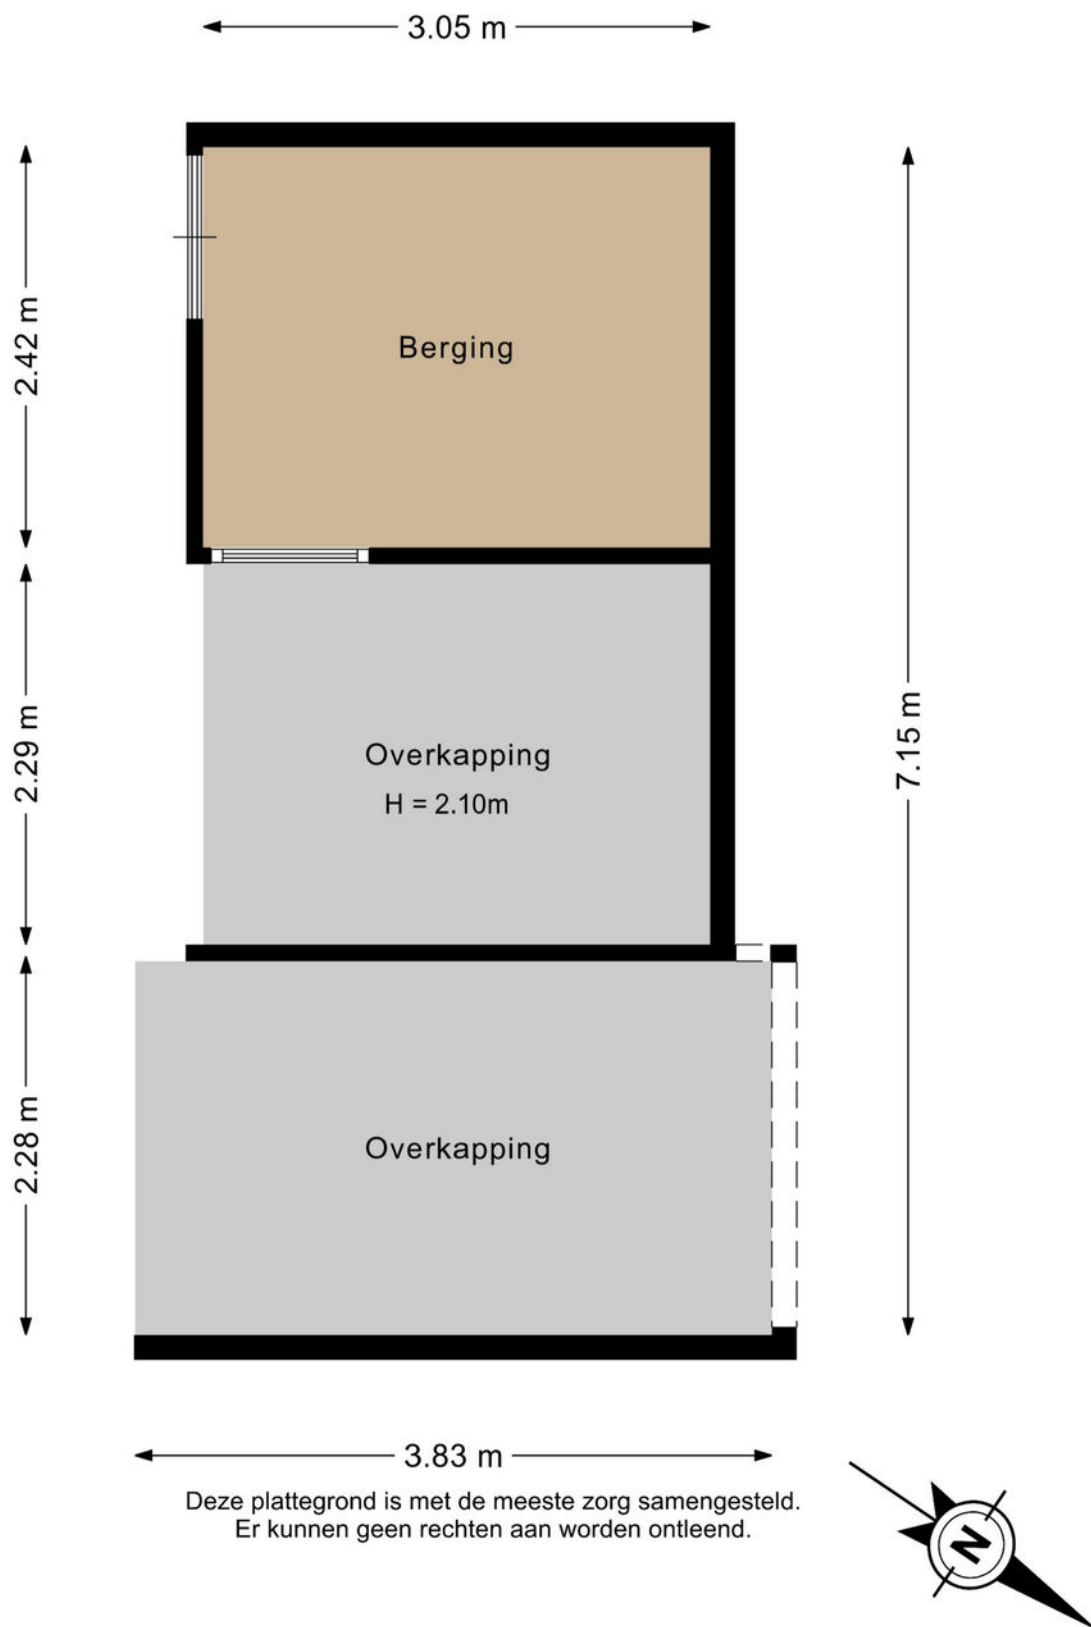 3.05 m
2.42 m
Berging
2.29 m
7.15 m
Overkapping
H = 2.10m
2.28 m
Overkapping
3.83 m
Deze plattegrond is met de meeste zorg samengesteld.
Er kunnen geen rechten aan worden ontleend.
N